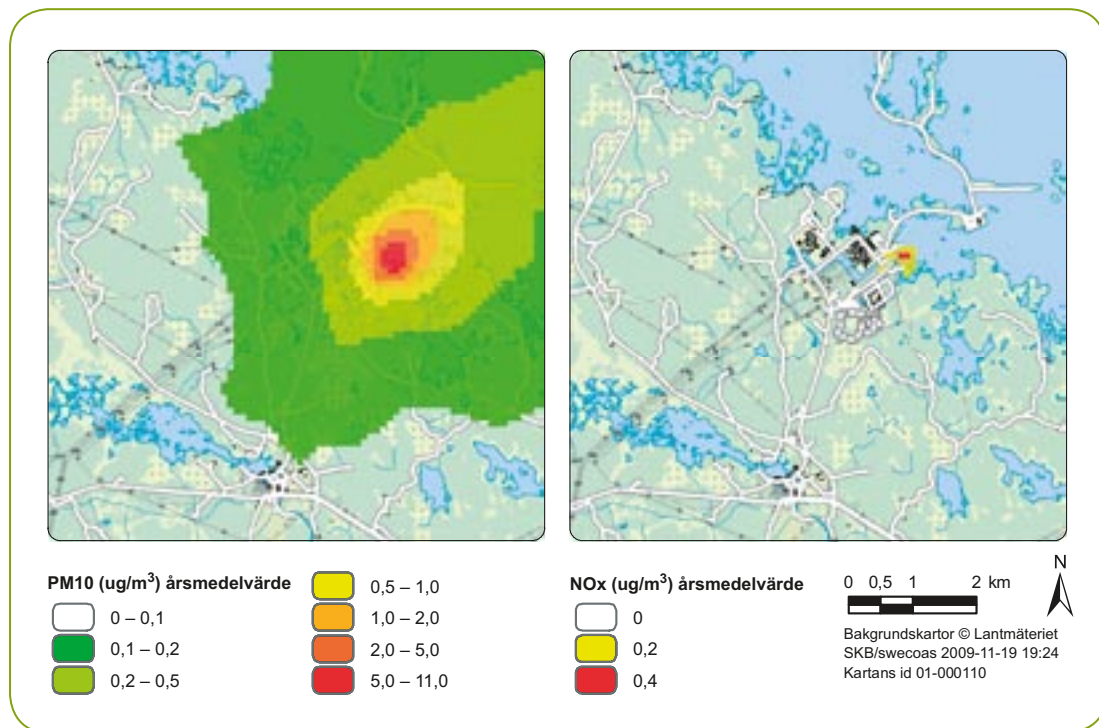 PM10 (ug/m³) årsmedelvärde
0 – 0,1
0,1 – 0,2
0,2 – 0,5
0,5 – 1,0
1,0 – 2,0
2,0 – 5,0
5,0 – 11,0
NOx (ug/m³) årsmedelvärde
0
0,2
0,4
0 0,5 1 2 km
N
Bakgrundskartor © Lantmäteriet
SKB/swecoas 2009-11-19 19:24
Kartans id 01-000110